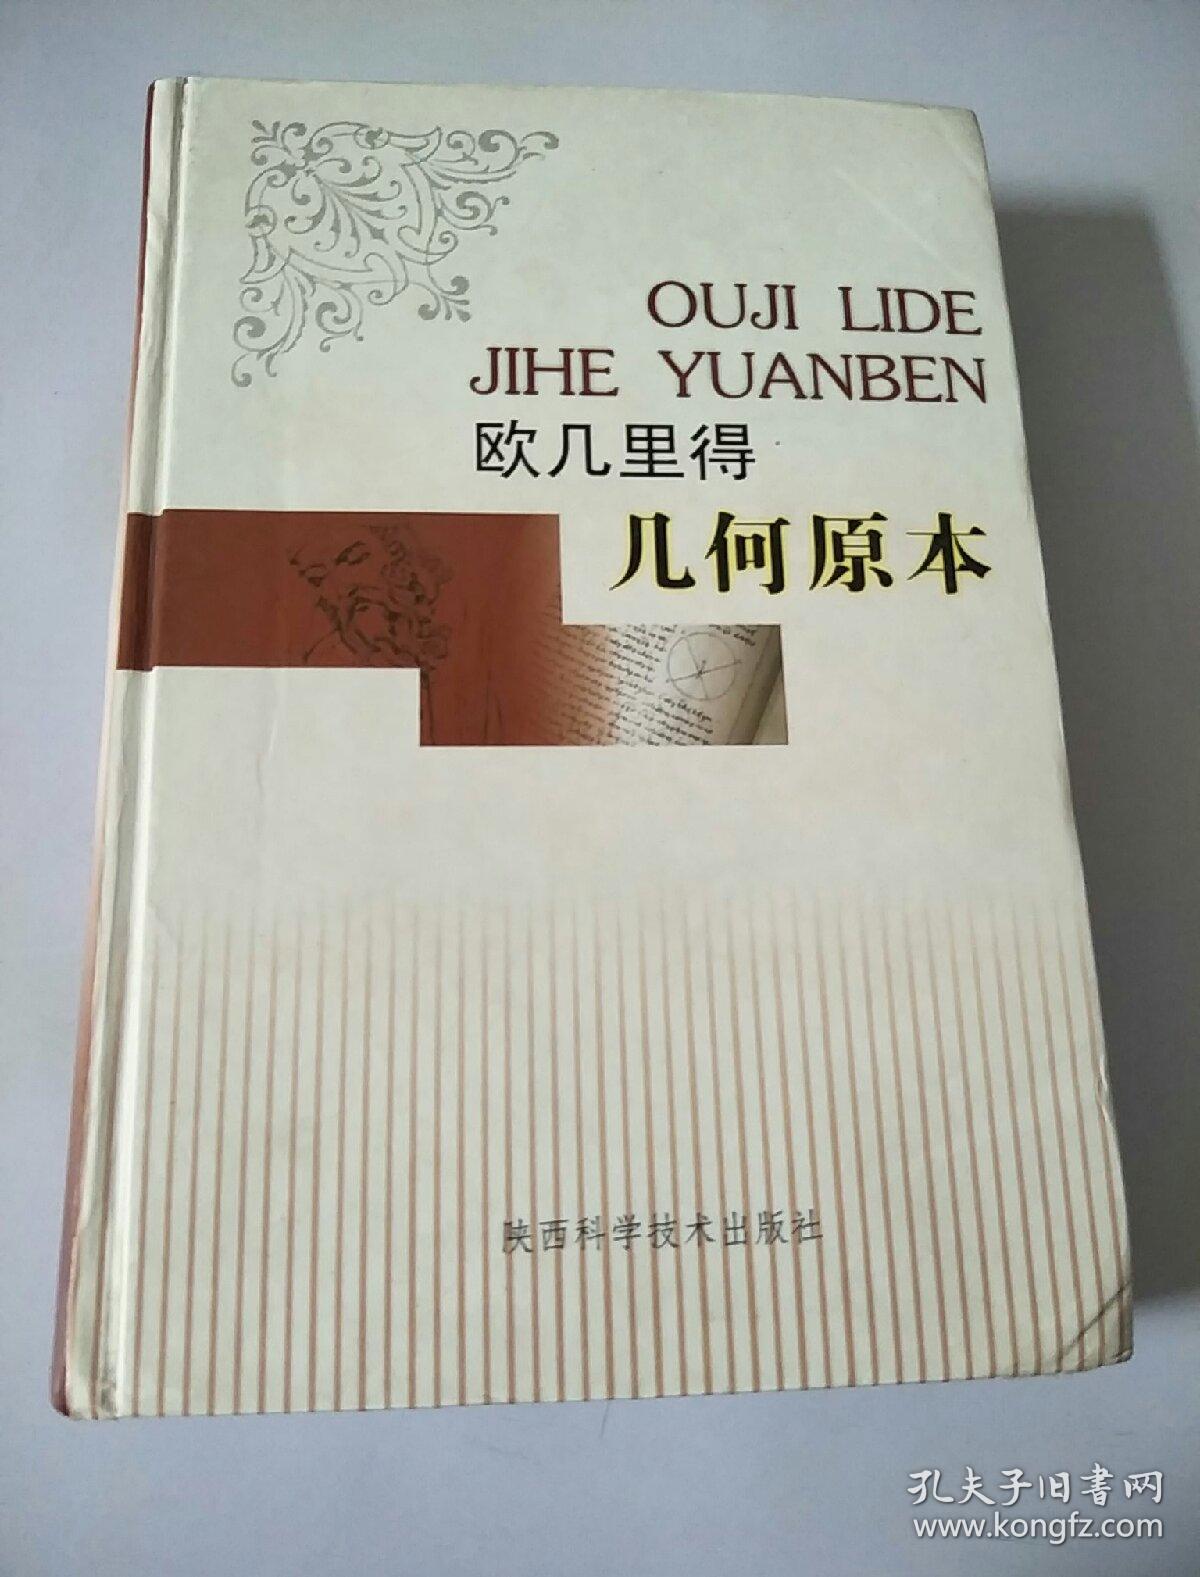 OUJI LIDE
JIHE YUANBEN
欧几里得
几何原本
陕西科学技术出版社
孔夫子旧书网
www.kongfz.com